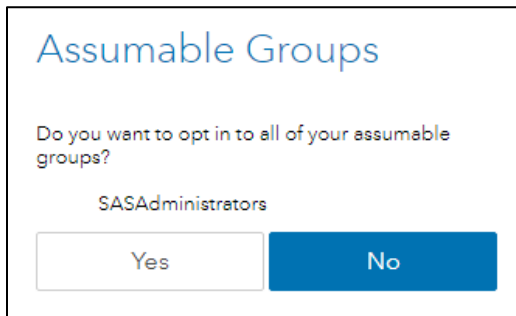 Assumable Groups
Do you want to opt in to all of your assumable
groups?
SASAdministrators
Yes
No